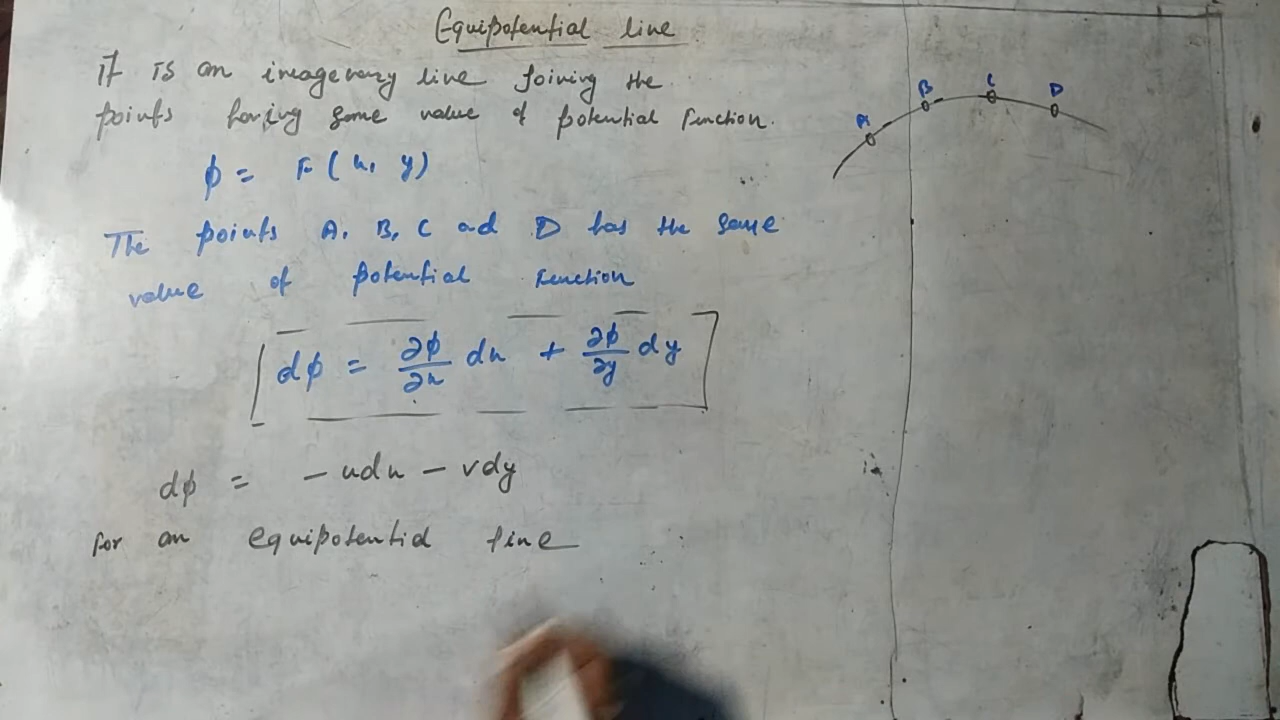 Equipotential line
it is an imagenary line Joining the
points having same value of potential Function.
ϕ = F (x, y)
The points A, B, C and D has the same
value of potential Function
dϕ = ∂ϕ/∂x dx + ∂ϕ/∂y dy
dϕ = - udx - vdy
For an equipotential line
A B C D